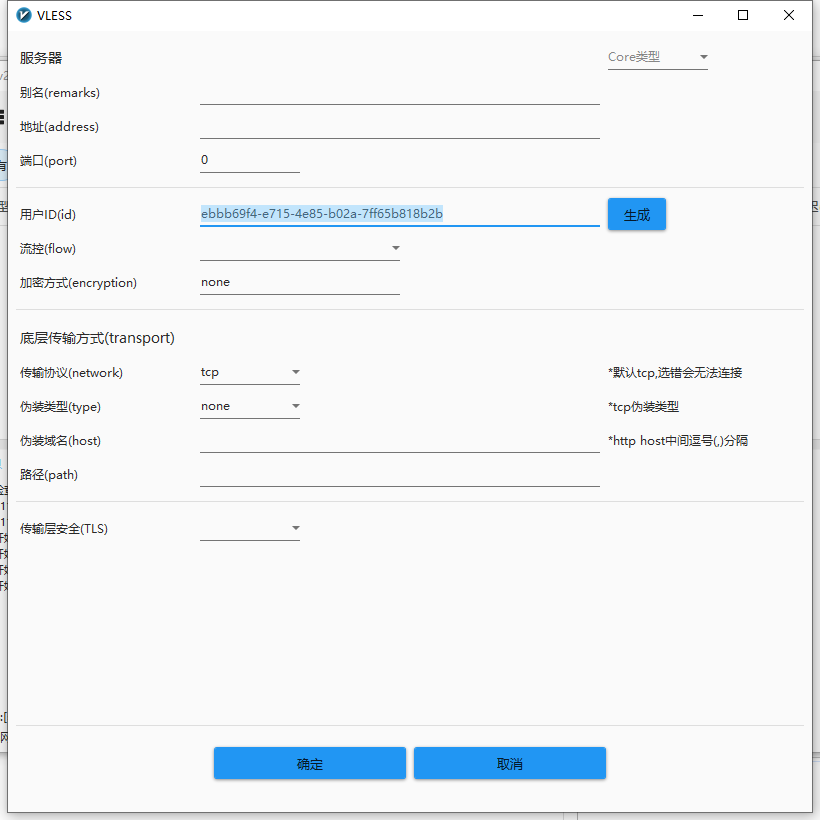 VLESS
服务器
Core类型
别名(remarks)
地址(address)
端口(port) 0
用户ID(id) ebbb69f4-e715-4e85-b02a-7ff65b818b2b 生成
流控(flow)
加密方式(encryption) none
底层传输方式(transport)
传输协议(network) tcp *默认tcp,选错会无法连接
伪装类型(type) none *tcp伪装类型
伪装域名(host) *http host中间逗号(,)分隔
路径(path)
传输层安全(TLS)
确定 取消